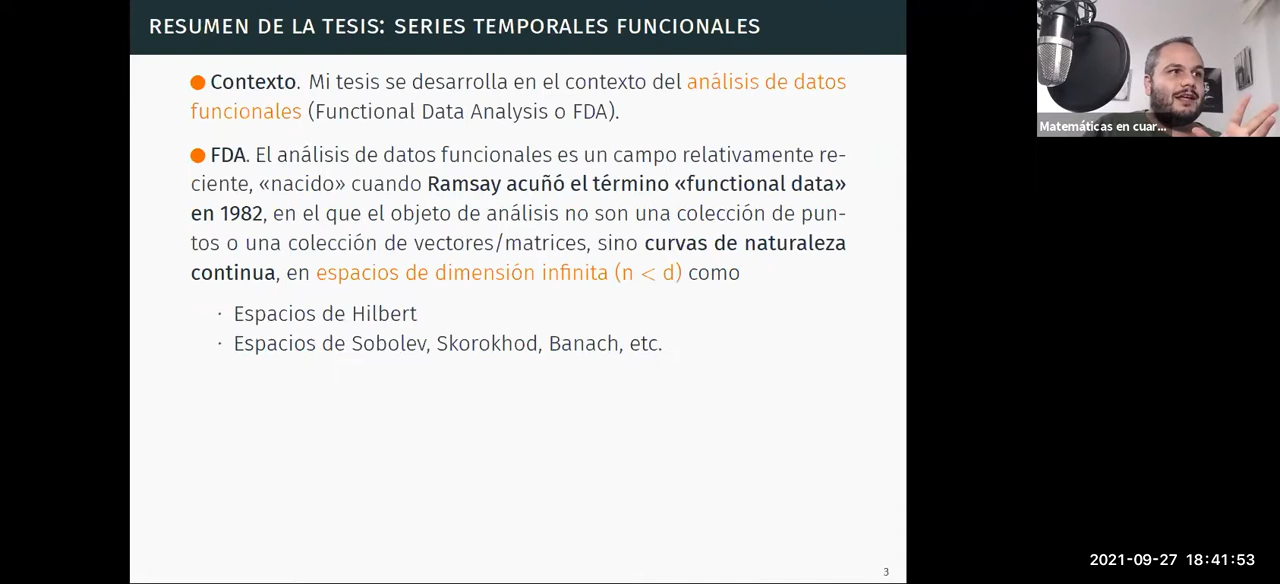 RESUMEN DE LA TESIS: SERIES TEMPORALES FUNCIONALES
Contexto. Mi tesis se desarrolla en el contexto del análisis de datos
funcionales (Functional Data Analysis o FDA).
FDA. El análisis de datos funcionales es un campo relativamente re-
ciente, «nacido» cuando Ramsay acuñó el término «functional data»
en 1982, en el que el objeto de análisis no son una colección de pun-
tos o una colección de vectores/matrices, sino curvas de naturaleza
continua, en espacios de dimensión infinita (n < d) como
· Espacios de Hilbert
· Espacios de Sobolev, Skorokhod, Banach, etc.
3
Matemáticas en cuar...
2021-09-27 18:41:53